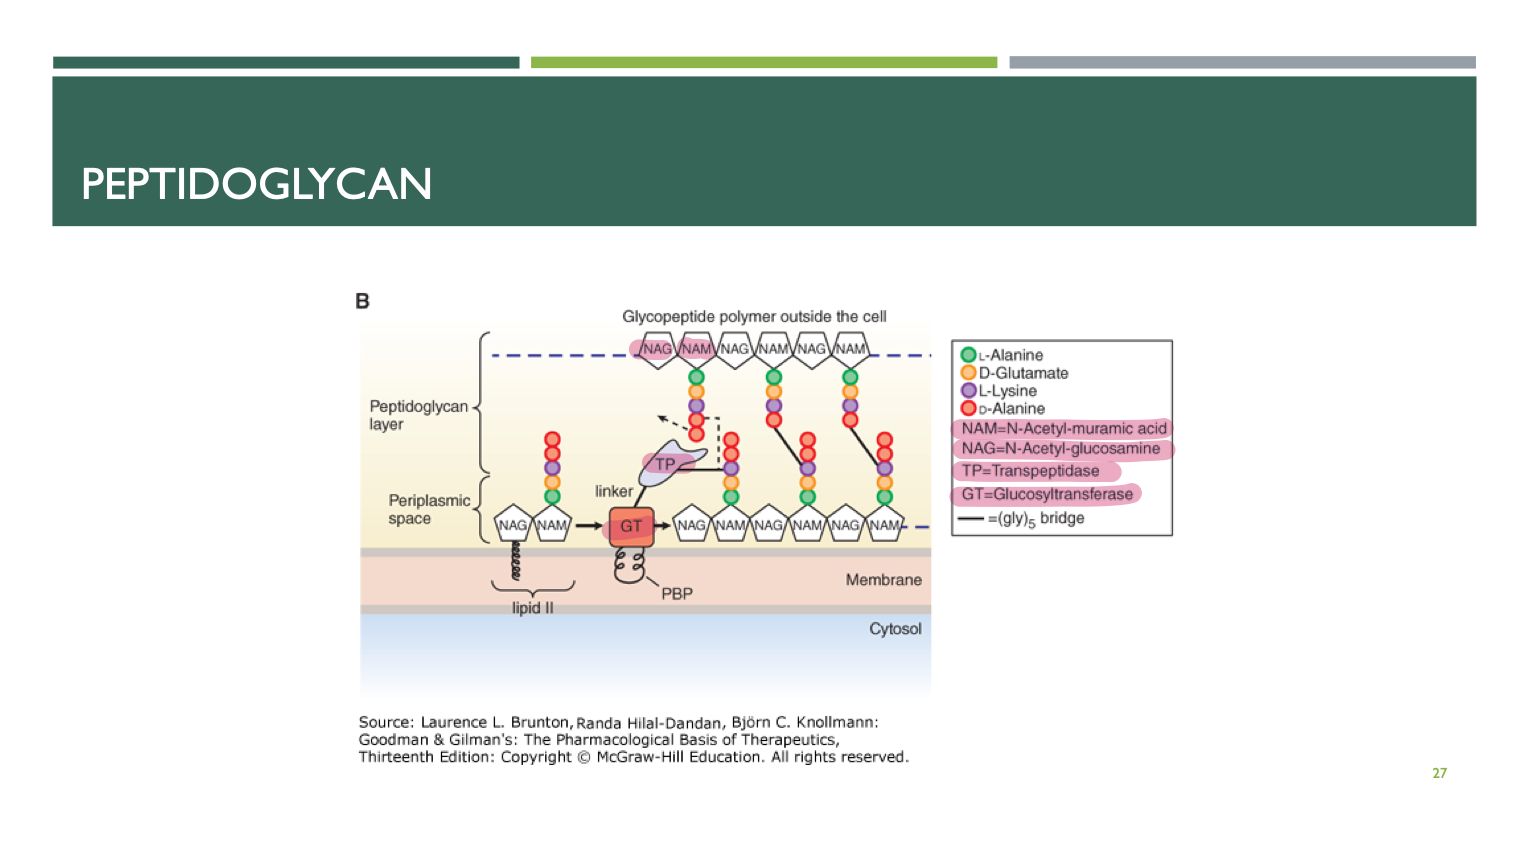 PEPTIDOGLYCAN
B
Glycopeptide polymer outside the cell
NAG NAM NAG NAM NAG NAM
Peptidoglycan
layer
TP
linker
Periplasmic
space
NAG NAM GT NAG NAM NAG NAM NAG NAM
PBP
lipid II
Membrane
Cytosol
L-Alanine
D-Glutamate
L-Lysine
D-Alanine
NAM=N-Acetyl-muramic acid
NAG=N-Acetyl-glucosamine
TP=Transpeptidase
GT=Glucosyltransferase
=(gly)5 bridge
Source: Laurence L. Brunton, Randa Hilal-Dandan, Björn C. Knollmann:
Goodman & Gilman's: The Pharmacological Basis of Therapeutics,
Thirteenth Edition: Copyright © McGraw-Hill Education. All rights reserved.
27